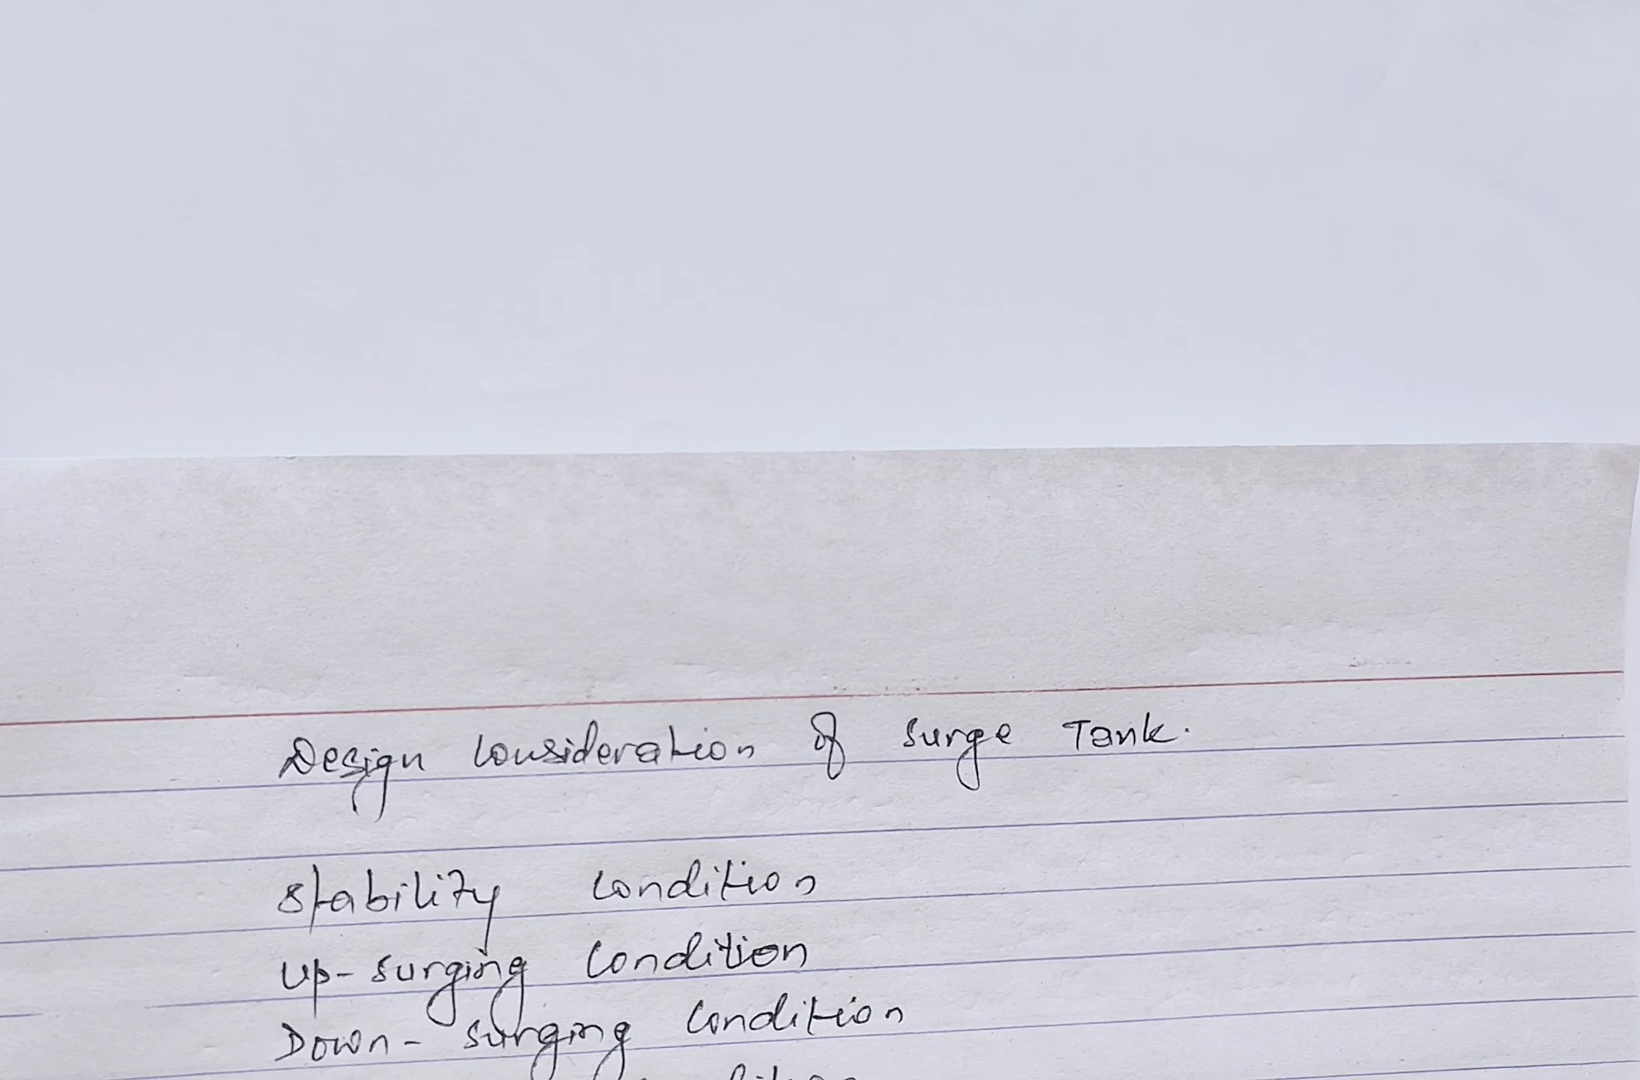 Design Consideration of Surge Tank.
Stability Condition
Up-surging Condition
Down-surging Condition